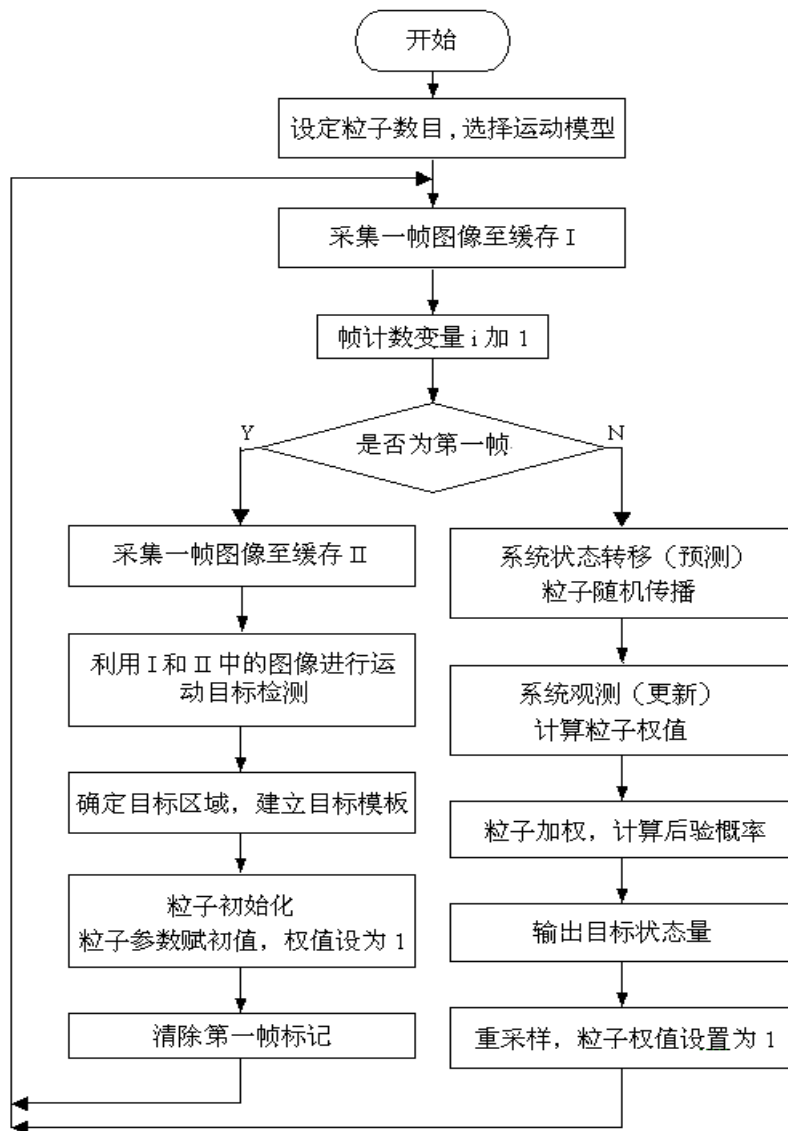 开始
设定粒子数目,选择运动模型
采集一帧图像至缓存 I
帧计数变量 i 加 1
是否为第一帧
Y
N
采集一帧图像至缓存 II
利用 I 和 II 中的图像进行运
动目标检测
确定目标区域，建立目标模板
粒子初始化
粒子参数赋初值，权值设为 1
清除第一帧标记
系统状态转移（预测）
粒子随机传播
系统观测（更新）
计算粒子权值
粒子加权，计算后验概率
输出目标状态量
重采样，粒子权值设置为 1